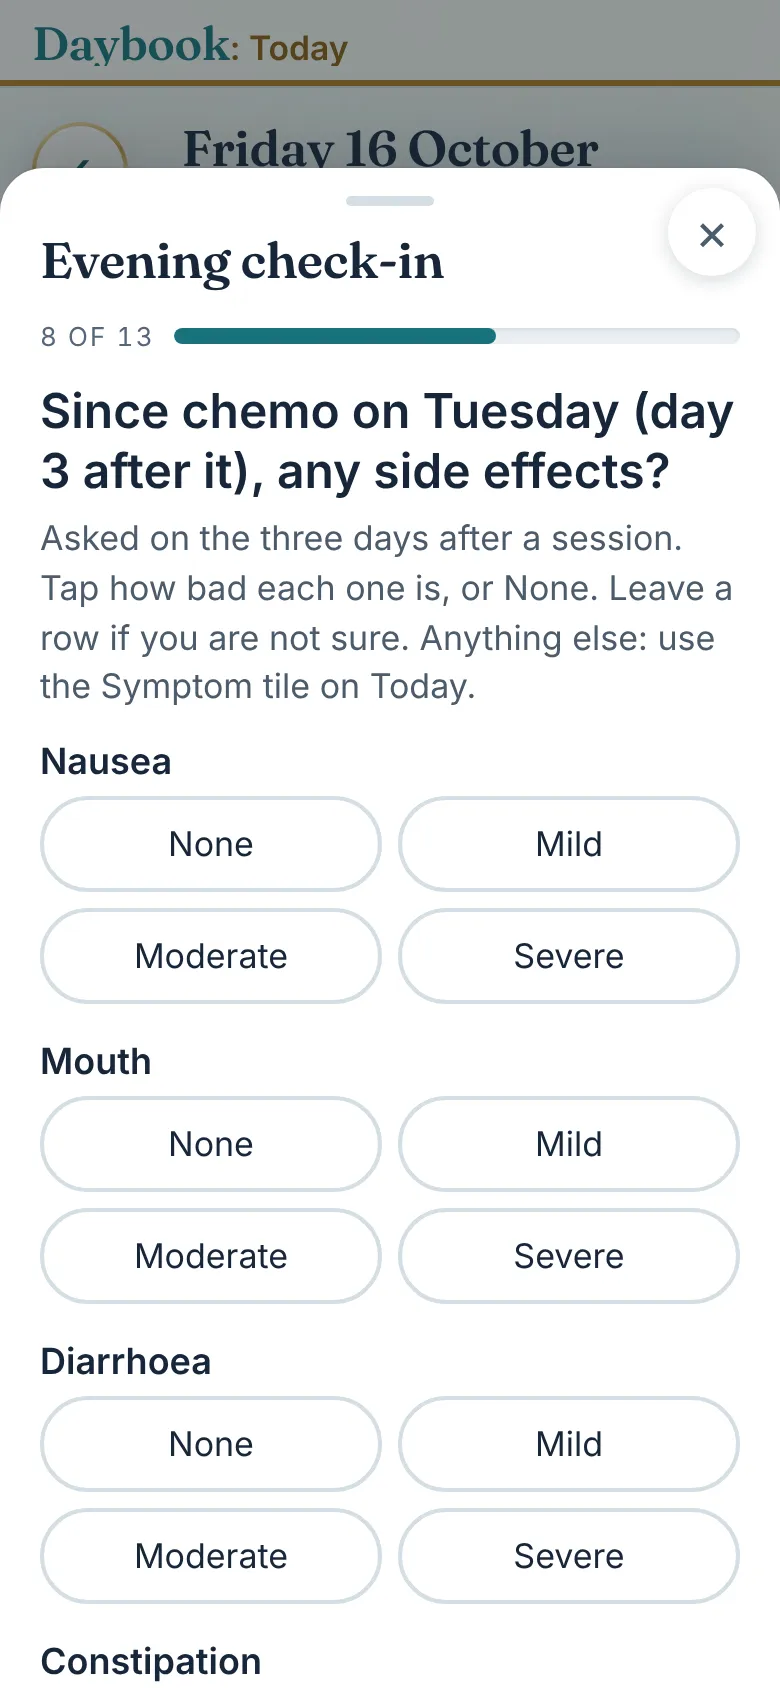 Daybook: Today
Friday 16 October
Evening check-in
8 OF 13
Since chemo on Tuesday (day
3 after it), any side effects?
Asked on the three days after a session.
Tap how bad each one is, or None. Leave a
row if you are not sure. Anything else: use
the Symptom tile on Today.
Nausea
None
Mild
Moderate
Severe
Mouth
None
Mild
Moderate
Severe
Diarrhoea
None
Mild
Moderate
Severe
Constipation